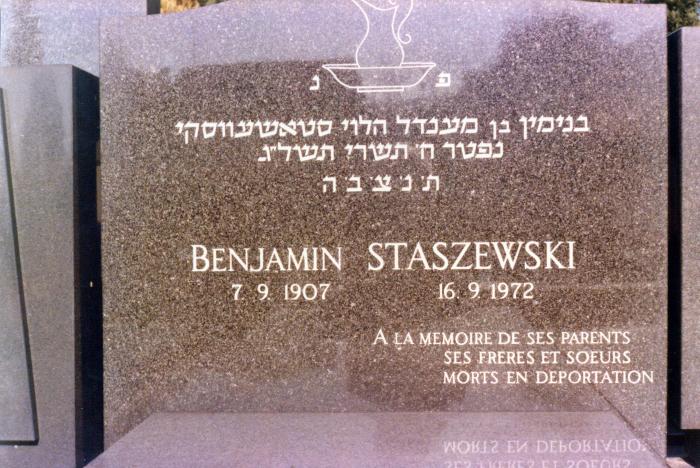 פ נ
בנימין בן מענדל הלוי סטאשעווסקי
נפטר ח' תשרי תשל"ג
ת' נ' צ' ב' ה
BENJAMIN STASZEWSKI
7. 9. 1907 16. 9. 1972
A LA MEMOIRE DE SES PARENTS
SES FRERES ET SOEURS
MORTS EN DEPORTATION